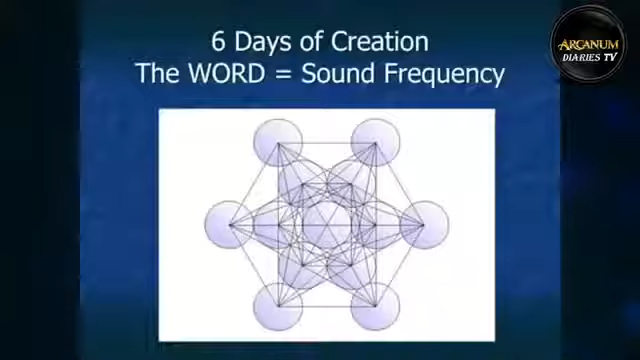 6 Days of Creation
The WORD = Sound Frequency
ARCANUM
DIARIES TV